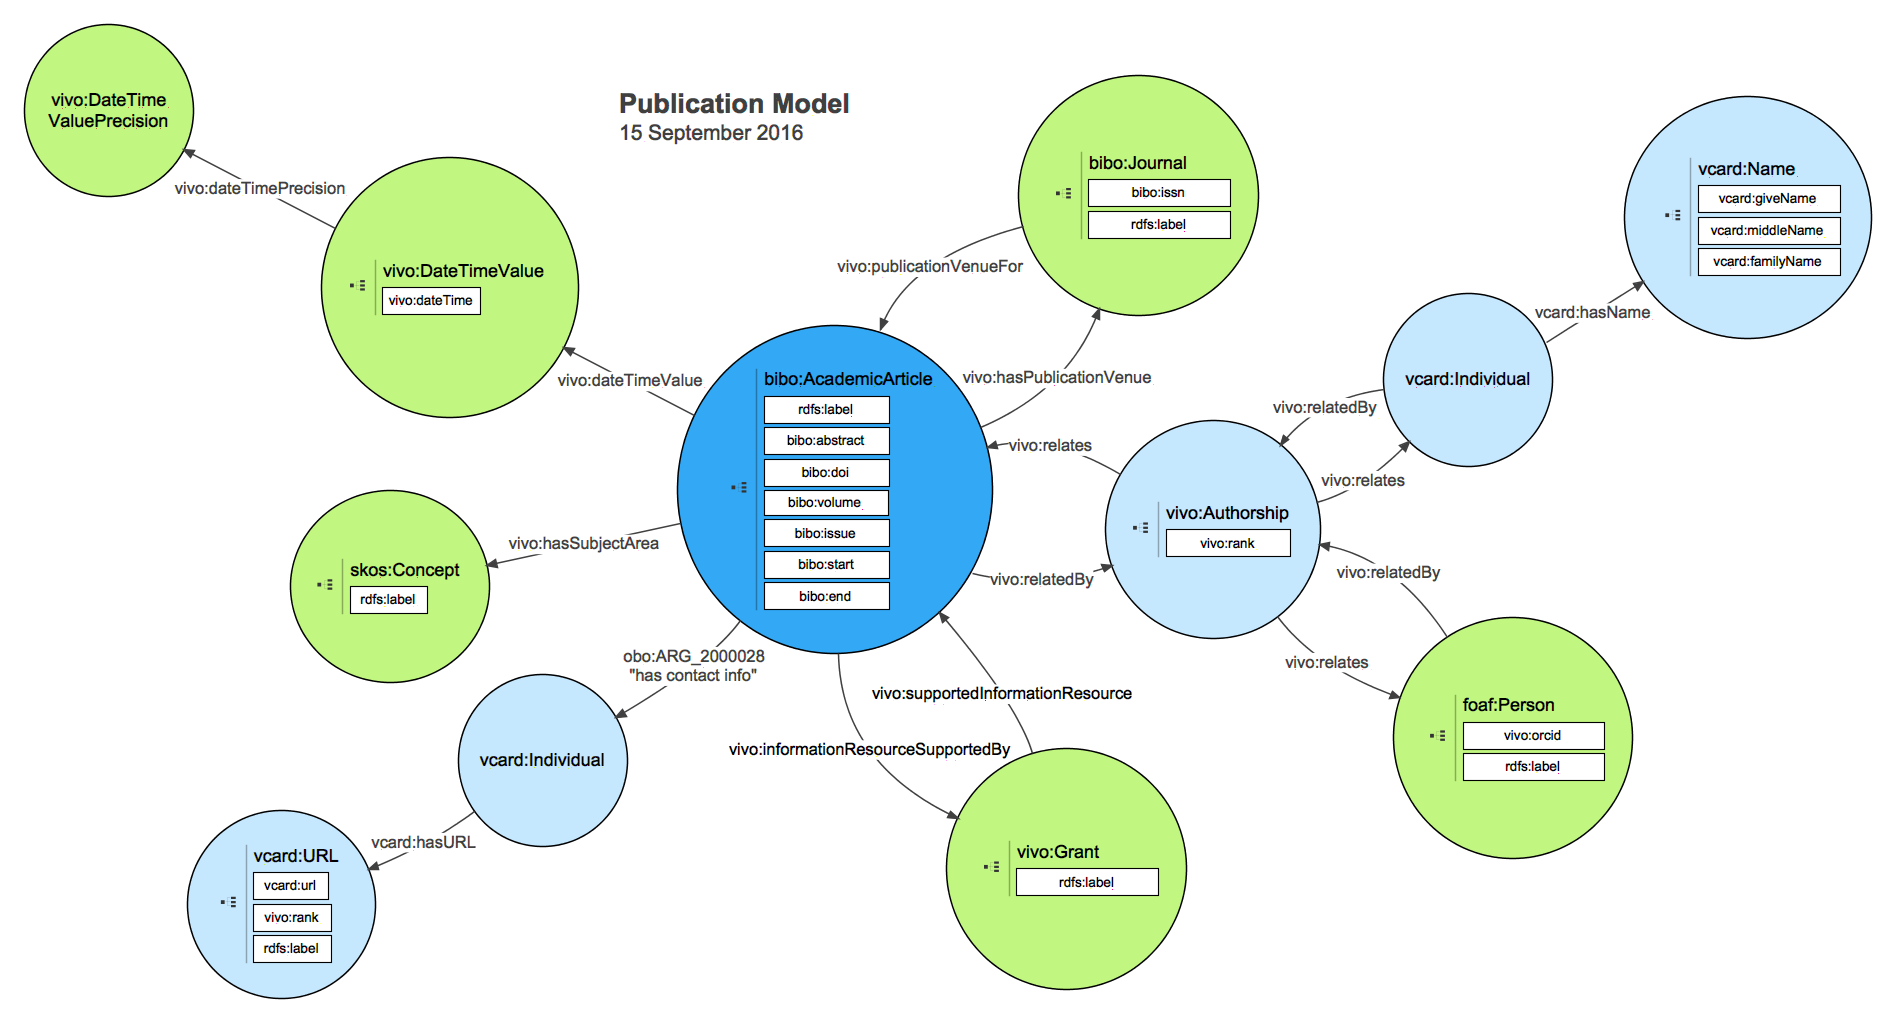 Publication Model
15 September 2016
vivo:DateTime
ValuePrecision
vivo:dateTimePrecision
vivo:DateTimeValue
vivo:dateTime
vivo:dateTimeValue
bibo:Journal
bibo:issn
rdfs:label
vivo:publicationVenueFor
vivo:hasPublicationVenue
vcard:Name
vcard:giveName
vcard:middleName
vcard:familyName
vcard:hasName
vcard:Individual
vivo:relatedBy
vivo:relates
bibo:AcademicArticle
rdfs:label
bibo:abstract
bibo:doi
bibo:volume
bibo:issue
bibo:start
bibo:end
vivo:relates
vivo:relatedBy
vivo:Authorship
vivo:rank
vivo:relatedBy
vivo:relates
foaf:Person
vivo:orcid
rdfs:label
vivo:hasSubjectArea
skos:Concept
rdfs:label
obo:ARG_2000028
"has contact info"
vcard:Individual
vcard:hasURL
vcard:URL
vcard:url
vivo:rank
rdfs:label
vivo:supportedInformationResource
vivo:informationResourceSupportedBy
vivo:Grant
rdfs:label